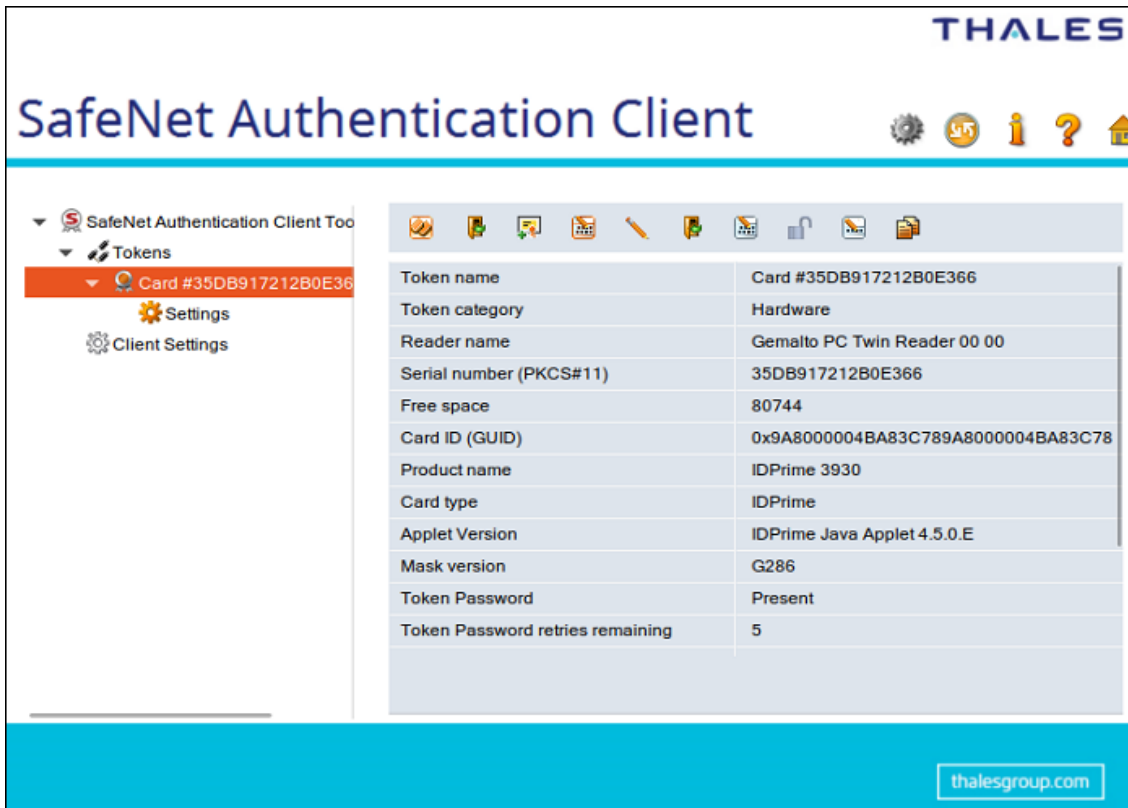 THALES
SafeNet Authentication Client
SafeNet Authentication Client Too
Tokens
Card #35DB917212B0E36
Settings
Client Settings
Token name Card #35DB917212B0E366
Token category Hardware
Reader name Gemalto PC Twin Reader 00 00
Serial number (PKCS#11) 35DB917212B0E366
Free space 80744
Card ID (GUID) 0x9A8000004BA83C789A8000004BA83C78
Product name IDPrime 3930
Card type IDPrime
Applet Version IDPrime Java Applet 4.5.0.E
Mask version G286
Token Password Present
Token Password retries remaining 5
thalesgroup.com